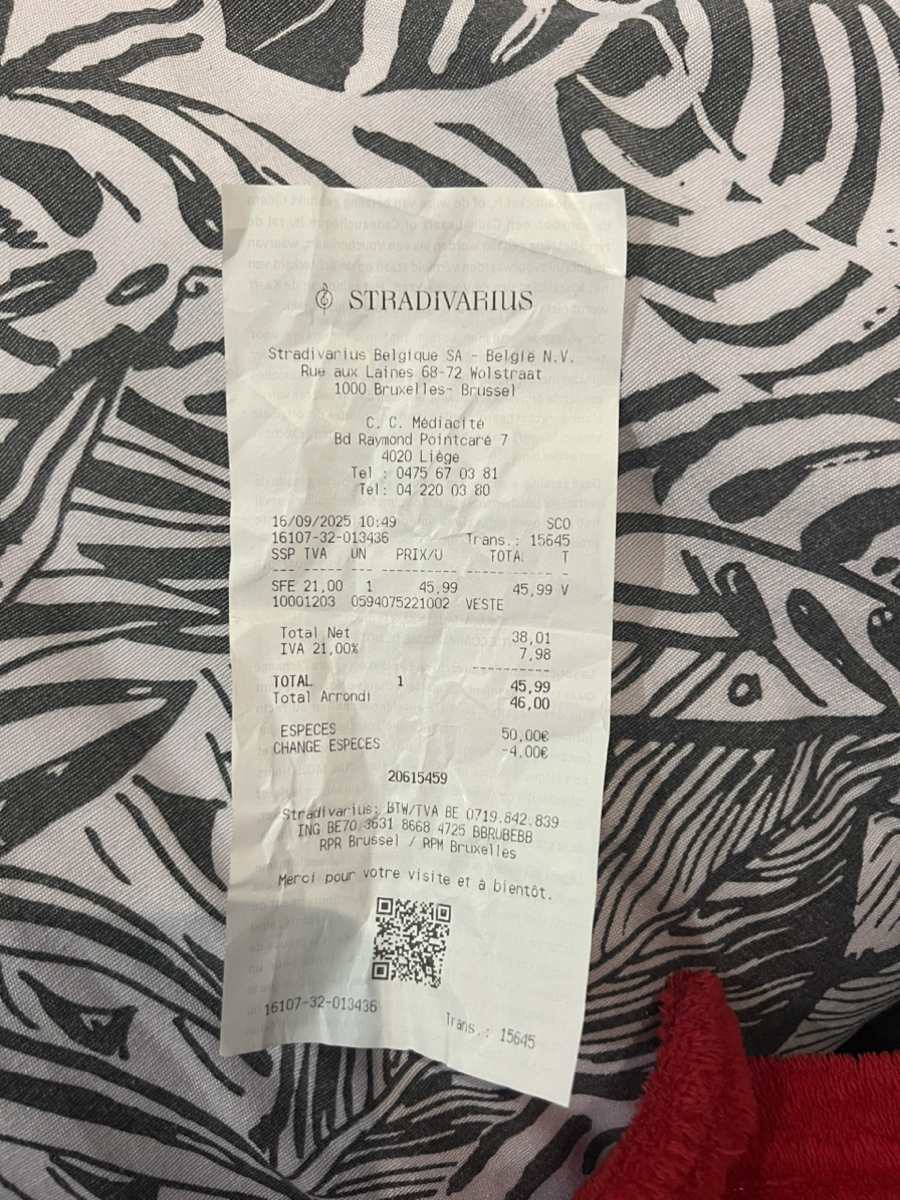 STRADIVARIUS
Stradivarius Belgique SA - België N.V.
Rue aux Laines 68-72 Wolstraat
1000 Bruxelles- Brussel
C. C. Médiacité
Bd Raymond Pointcaré 7
4020 Liège
Tel : 0475 67 03 81
Tel: 04 220 03 80
16/09/2025 10:49 SCO
16107-32-013436 Trans.: 15645
SSP TVA UN PRIX/U TOTAL T
SFE 21,00 1 45,99 45,99 V
10001203 0594075221002 VESTE
Total Net 38,01
IVA 21,00% 7,98
TOTAL 1 45,99
Total Arrondi 46,00
ESPECES 50,00€
CHANGE ESPECES -4,00€
20615459
Stradivarius: BTW/TVA BE 0719.842.839
ING BE70 3631 8668 4725 BBRUBEBB
RPR Brussel / RPM Bruxelles
Merci pour votre visite et à bientôt.
16107-32-013436
Trans.: 15645